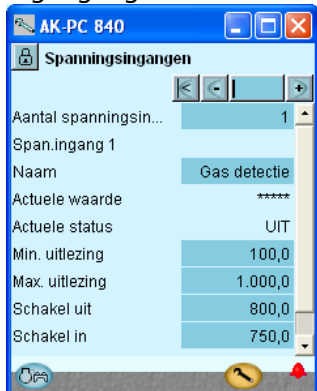 AK-PC 840
Spanningsingangen
Aantal spanningsin... 1
Span.ingang 1
Naam Gas detectie
Actuele waarde *****
Actuele status UIT
Min. uitlezing 100,0
Max. uitlezing 1.000,0
Schakel uit 800,0
Schakel in 750,0